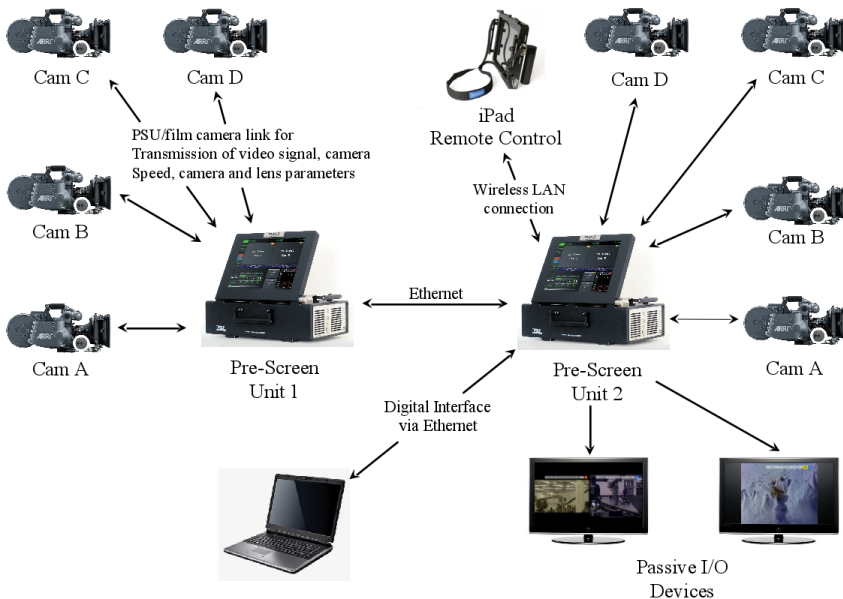 Cam C
Cam D
iPad
Remote Control
Cam D
Cam C
PSU/film camera link for
Transmission of video signal, camera
Speed, camera and lens parameters
Wireless LAN
connection
Cam B
Cam B
Ethernet
Cam A
Pre-Screen
Unit 1
Pre-Screen
Unit 2
Cam A
Digital Interface
via Ethernet
Passive I/O
Devices